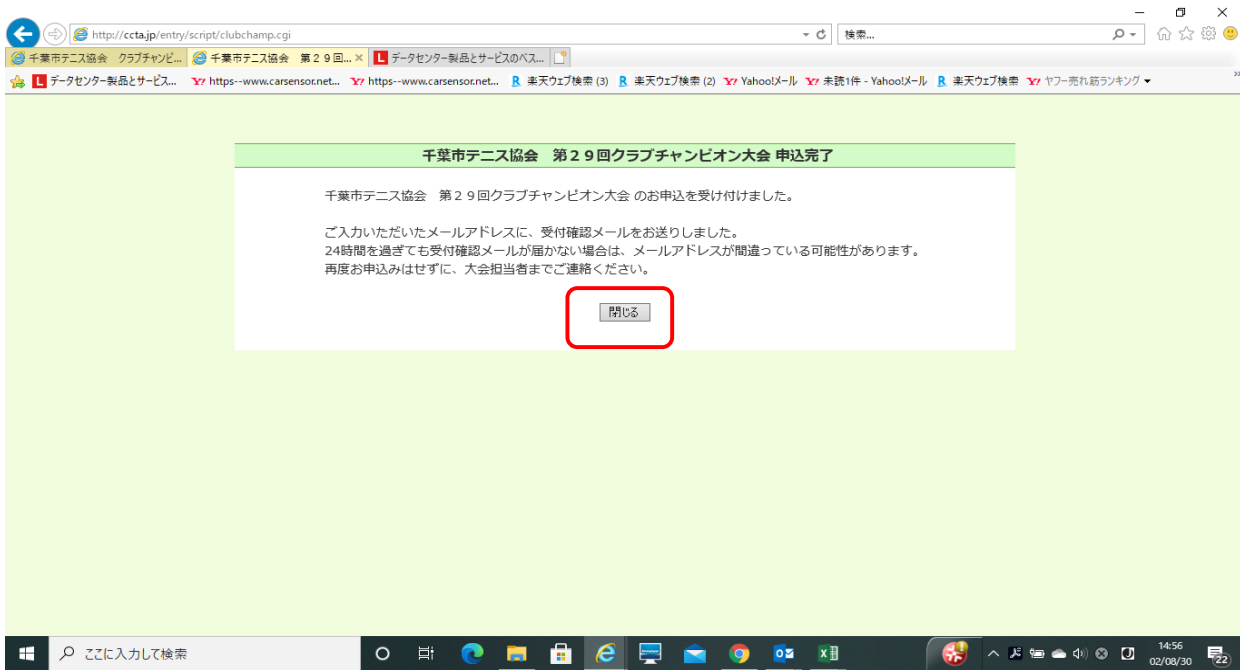 http://ccta.jp/entry/script/clubchamp.cgi
検索...
千葉市テニス協会　クラブチャンピ...
千葉市テニス協会　第２９回...
データセンター製品とサービスのベス...
データセンター製品とサービス...
https--www.carsensor.net...
https--www.carsensor.net...
楽天ウェブ検索 (3)
楽天ウェブ検索 (2)
Yahoo!メール
未読1件 - Yahoo!メール
楽天ウェブ検索
ヤフー売れ筋ランキング
千葉市テニス協会　第２９回クラブチャンピオン大会 申込完了
千葉市テニス協会　第２９回クラブチャンピオン大会 のお申込を受け付けました。
ご入力いただいたメールアドレスに、受付確認メールをお送りしました。
24時間を過ぎても受付確認メールが届かない場合は、メールアドレスが間違っている可能性があります。
再度お申込みはせずに、大会担当者までご連絡ください。
閉じる
ここに入力して検索
14:56
02/08/30
22